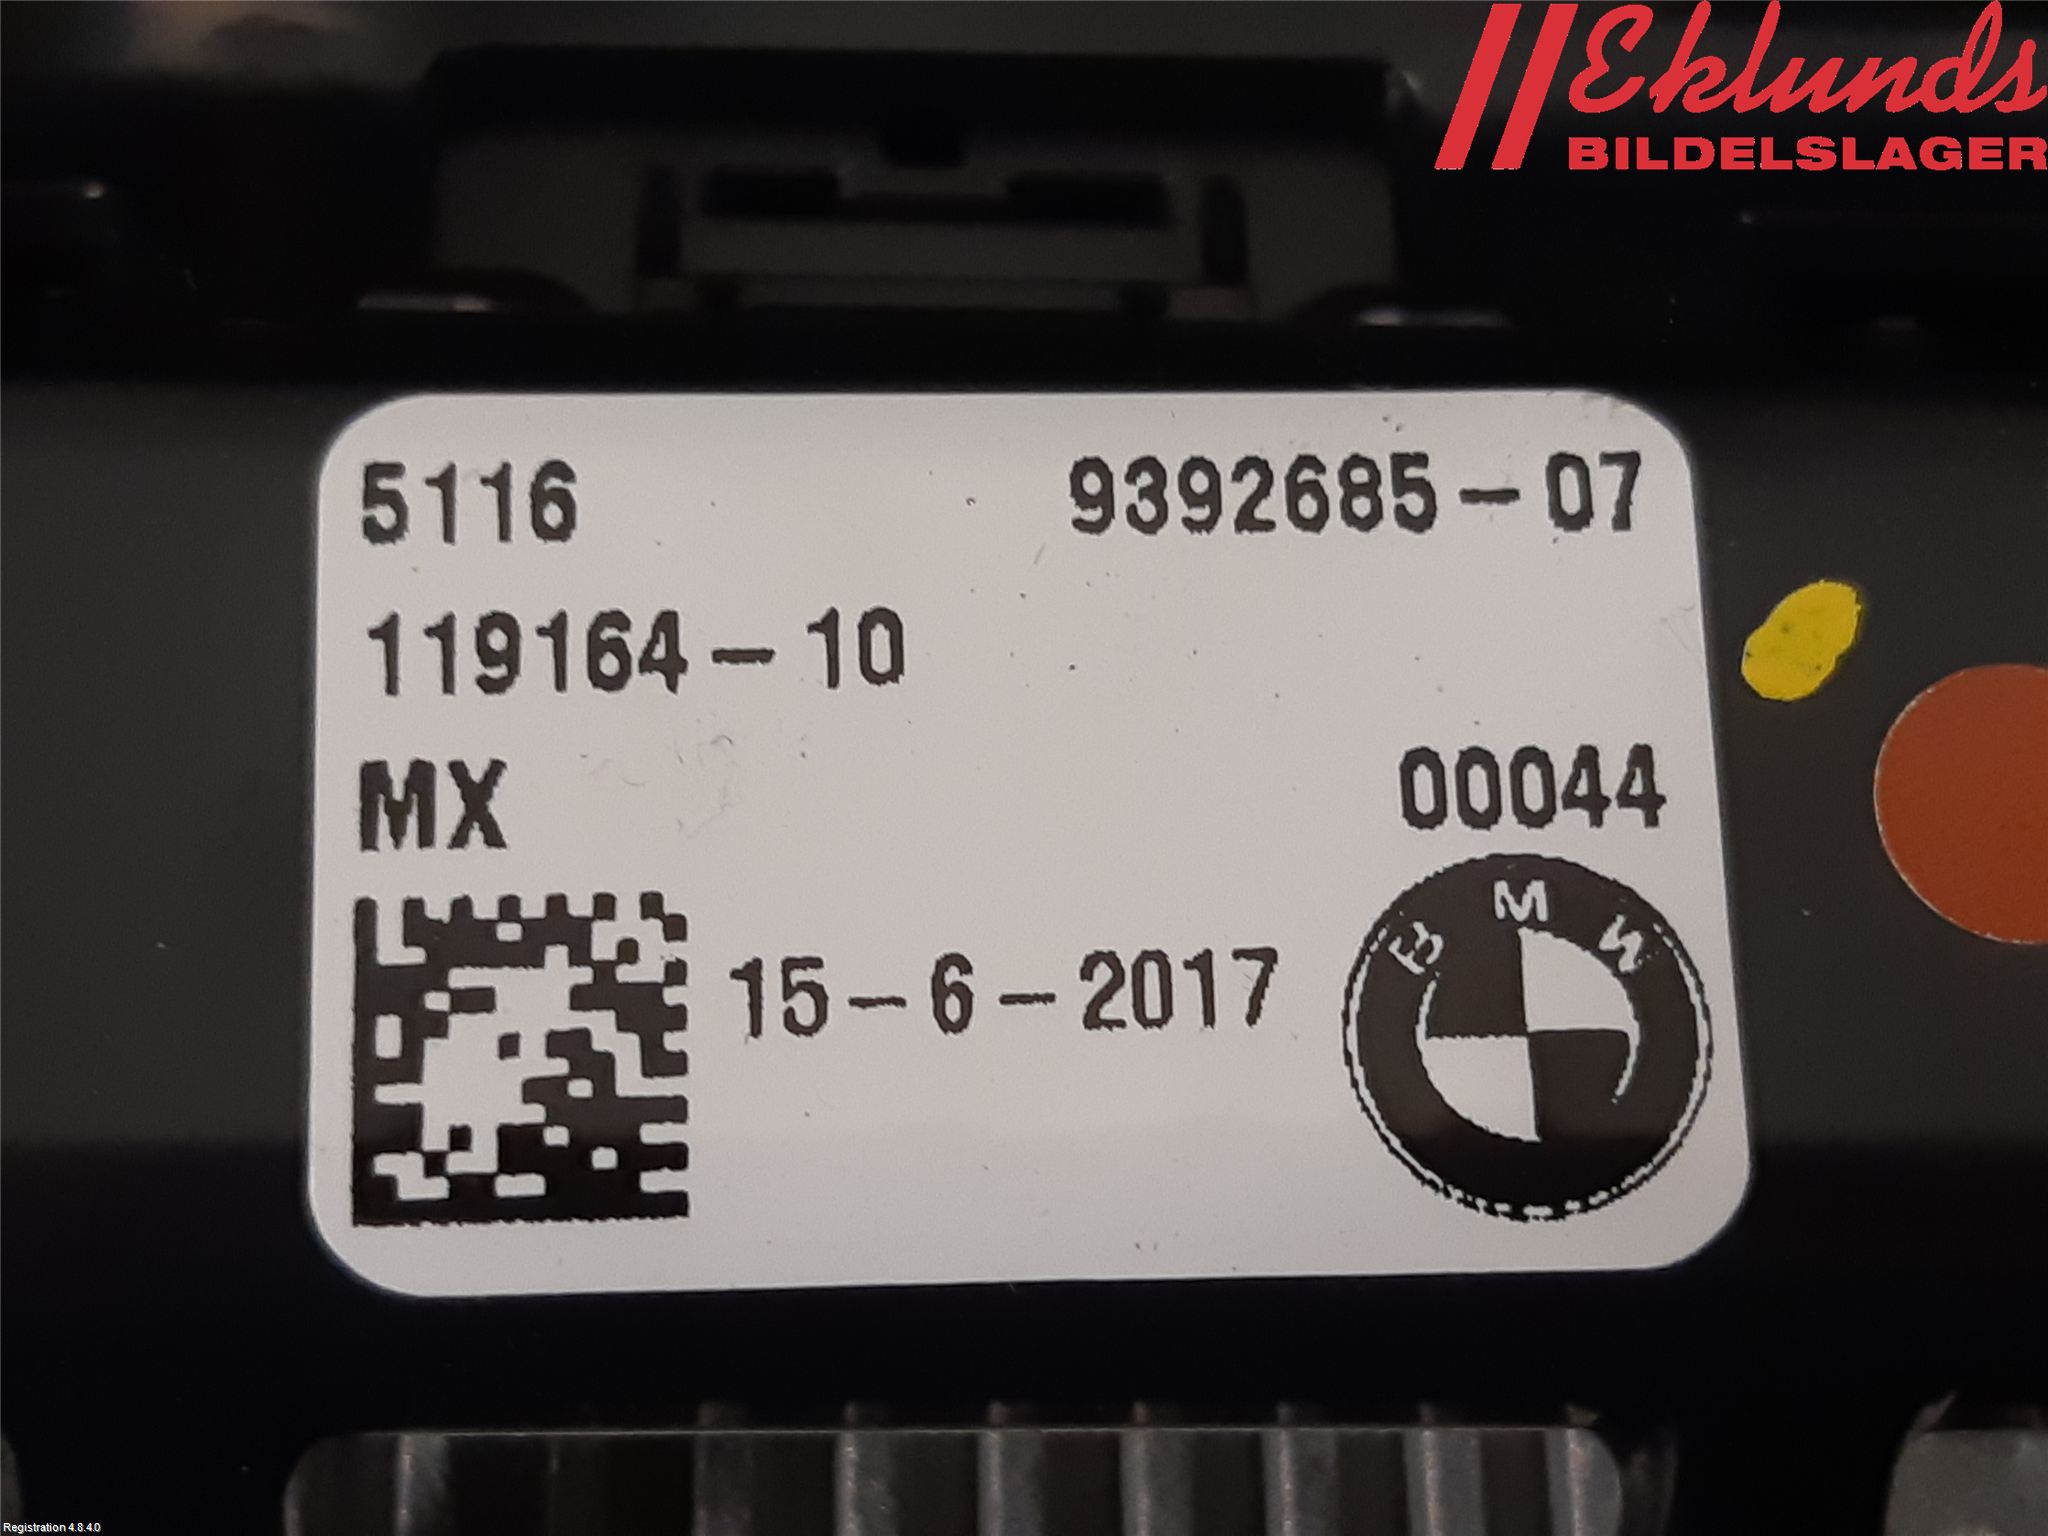 Eklunds
BILDELSLAGER
5116 9392685-07
119164-10
MX 00044
15-6-2017
BMW
Registration 4.8.4.0